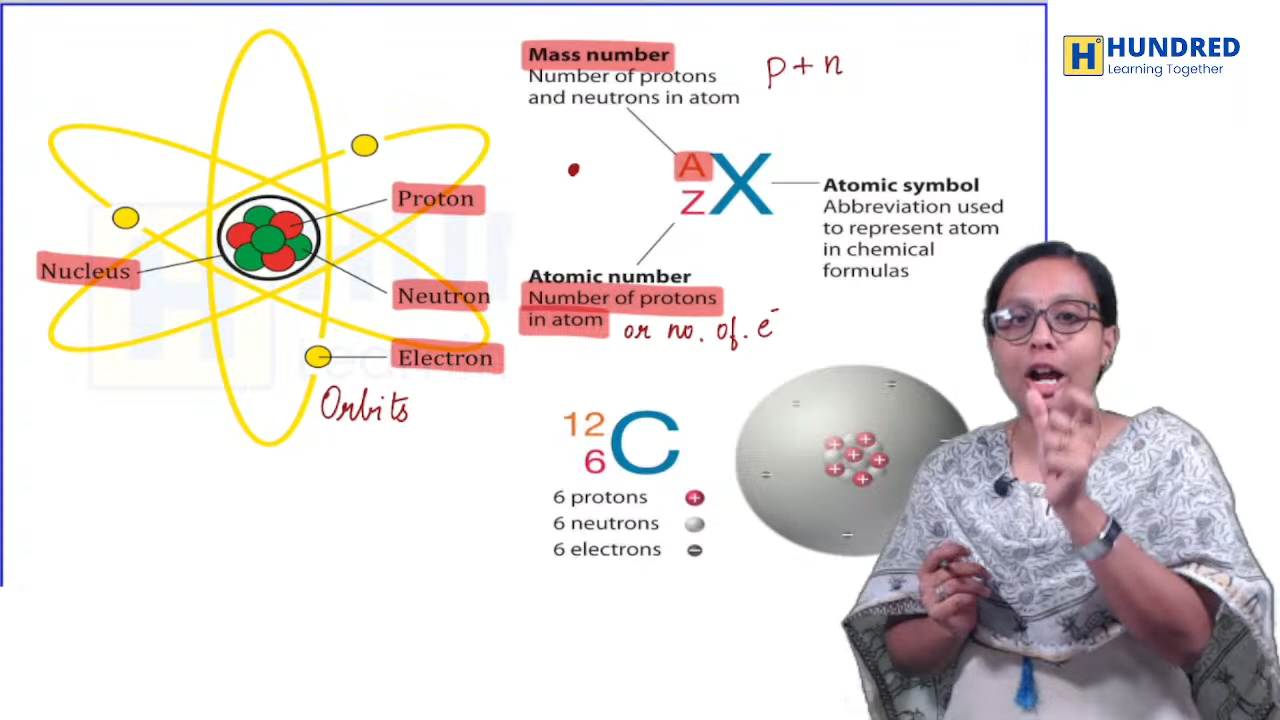 HUNDRED
Learning Together
Mass number
Number of protons
and neutrons in atom
p + n
A
Z
X
Atomic symbol
Abbreviation used
to represent atom
in chemical
formulas
Atomic number
Number of protons
in atom
or no. of. e⁻
Proton
Nucleus
Neutron
Electron
Orbits
12
6
C
6 protons +
6 neutrons
6 electrons −